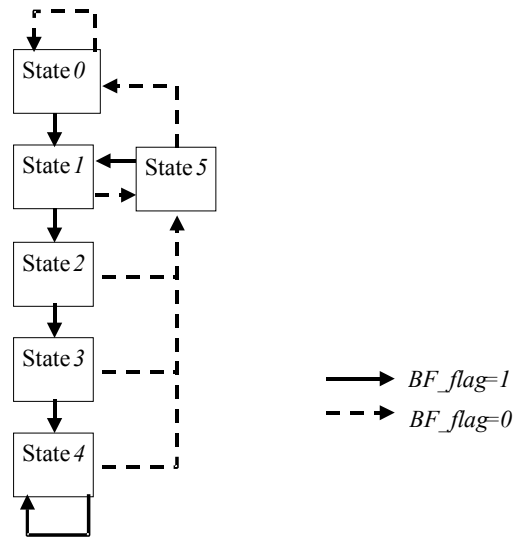 State 0
State 1
State 5
State 2
State 3
State 4
BF_flag=1
BF_flag=0